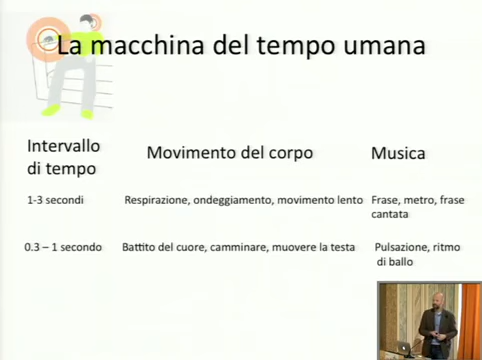 La macchina del tempo umana
Intervallo
di tempo
Movimento del corpo
Musica
1-3 secondi
Respirazione, ondeggiamento, movimento lento
Frase, metro, frase
cantata
0.3 – 1 secondo
Battito del cuore, camminare, muovere la testa
Pulsazione, ritmo
di ballo